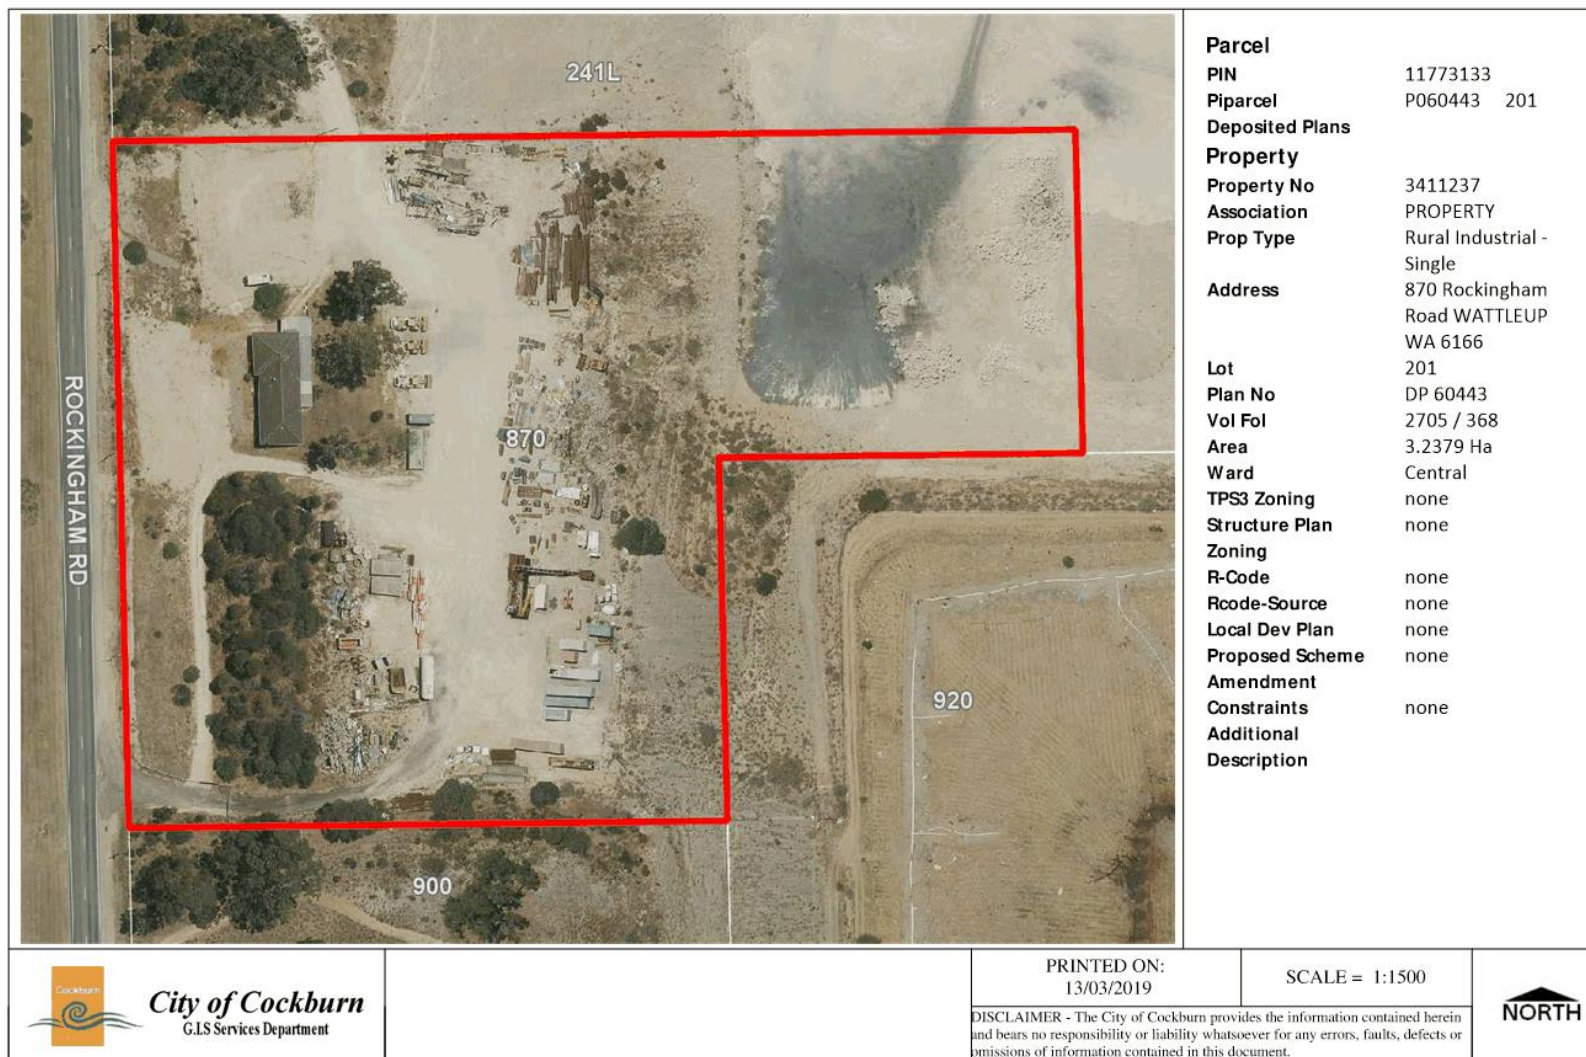 241L
870
ROCKINGHAM RD
920
900
Parcel
PIN 11773133
Piparcel P060443 201
Deposited Plans
Property
Property No 3411237
Association PROPERTY
Prop Type Rural Industrial -
Single
Address 870 Rockingham
Road WATTLEUP
WA 6166
Lot 201
Plan No DP 60443
Vol Fol 2705 / 368
Area 3.2379 Ha
Ward Central
TPS3 Zoning none
Structure Plan none
Zoning
R-Code none
Rcode-Source none
Local Dev Plan none
Proposed Scheme none
Amendment
Constraints none
Additional
Description
Cockburn
City of Cockburn
G.I.S Services Department
PRINTED ON:
13/03/2019
SCALE = 1:1500
DISCLAIMER - The City of Cockburn provides the information contained herein
and bears no responsibility or liability whatsoever for any errors, faults, defects or
omissions of information contained in this document.
NORTH